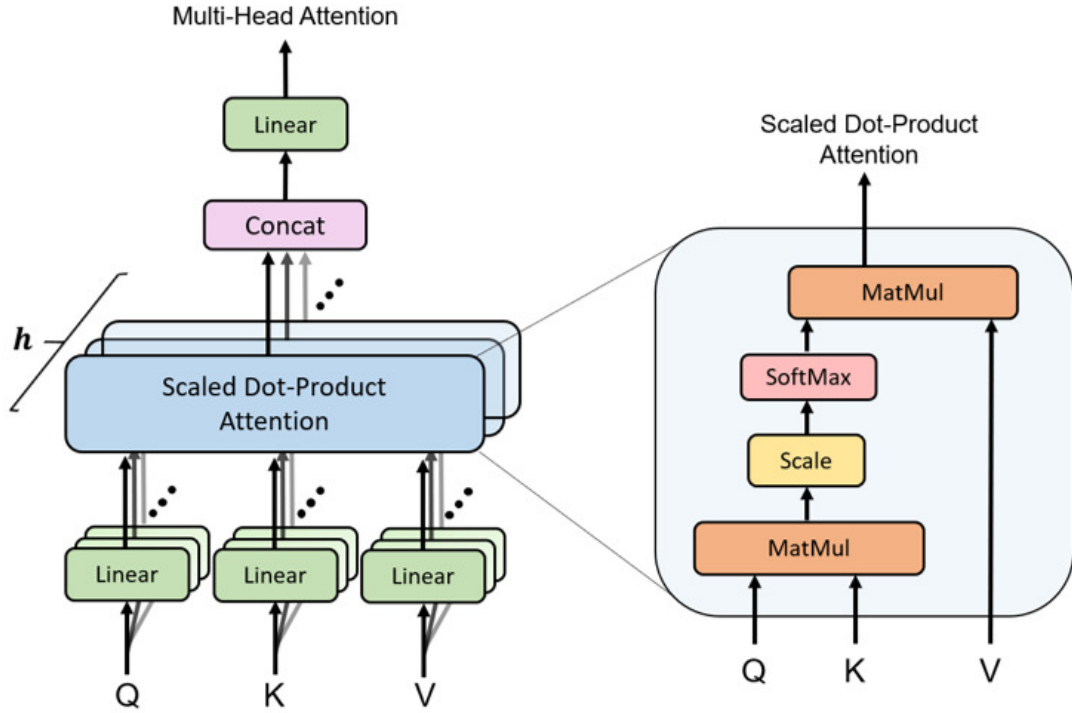 Multi-Head Attention
Linear
Concat
h
Scaled Dot-Product
Attention
Linear
Linear
Linear
Q
K
V
Scaled Dot-Product
Attention
MatMul
SoftMax
Scale
MatMul
Q
K
V